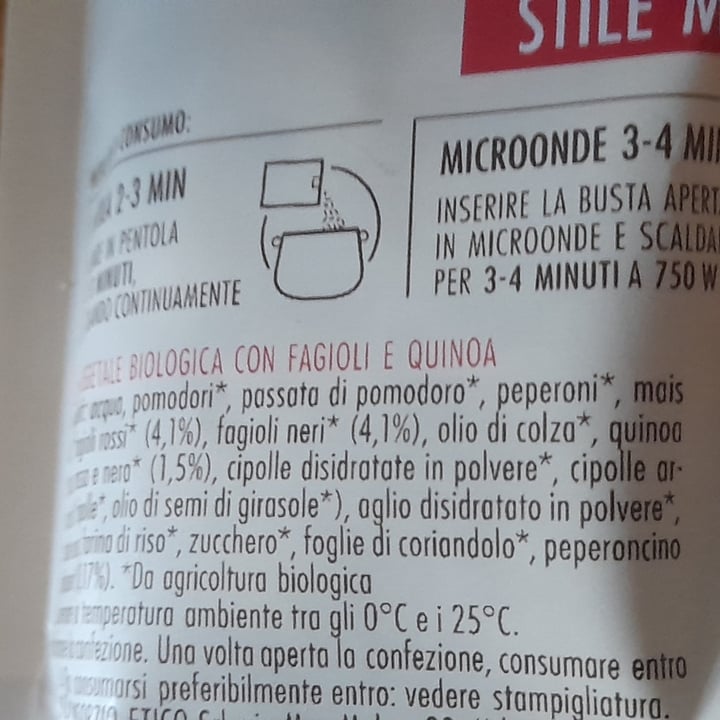 STILE
CONSUMO:
2-3 MIN
IN PENTOLA
MINUTI,
CONTINUAMENTE
MICROONDE 3-4
INSERIRE LA BUSTA
IN MICROONDE E
PER 3-4 MINUTI A 750 W
BIOLOGICA CON FAGIOLI E QUINOA
acqua, pomodori*, passata di pomodoro*, peperoni*, mais
rossi* (4,1%), fagioli neri* (4,1%), olio di colza*, quinoa
e nera* (1,5%), cipolle disidratate in polvere*, cipolle ar-
olio di semi di girasole*), aglio disidratato in polvere*,
farina di riso*, zucchero*, foglie di coriandolo*, peperoncino
*Da agricoltura biologica
temperatura ambiente tra gli 0°C e i 25°C.
confezione. Una volta aperta la confezione, consumare entro
consumarsi preferibilmente entro: vedere stampigliatura.
ETICO